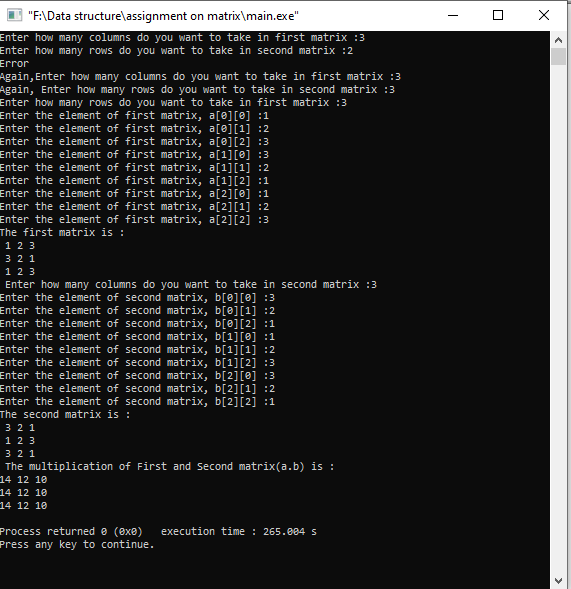 "F:\Data structure\assignment on matrix\main.exe"
Enter how many columns do you want to take in first matrix :3
Enter how many rows do you want to take in second matrix :2
Error
Again,Enter how many columns do you want to take in first matrix :3
Again, Enter how many rows do you want to take in second matrix :3
Enter how many rows do you want to take in first matrix :3
Enter the element of first matrix, a[0][0] :1
Enter the element of first matrix, a[0][1] :2
Enter the element of first matrix, a[0][2] :3
Enter the element of first matrix, a[1][0] :3
Enter the element of first matrix, a[1][1] :2
Enter the element of first matrix, a[1][2] :1
Enter the element of first matrix, a[2][0] :1
Enter the element of first matrix, a[2][1] :2
Enter the element of first matrix, a[2][2] :3
The first matrix is :
1 2 3
3 2 1
1 2 3
Enter how many columns do you want to take in second matrix :3
Enter the element of second matrix, b[0][0] :3
Enter the element of second matrix, b[0][1] :2
Enter the element of second matrix, b[0][2] :1
Enter the element of second matrix, b[1][0] :1
Enter the element of second matrix, b[1][1] :2
Enter the element of second matrix, b[1][2] :3
Enter the element of second matrix, b[2][0] :3
Enter the element of second matrix, b[2][1] :2
Enter the element of second matrix, b[2][2] :1
The second matrix is :
3 2 1
1 2 3
3 2 1
The multiplication of First and Second matrix(a.b) is :
14 12 10
14 12 10
14 12 10
Process returned 0 (0x0)   execution time : 265.004 s
Press any key to continue.